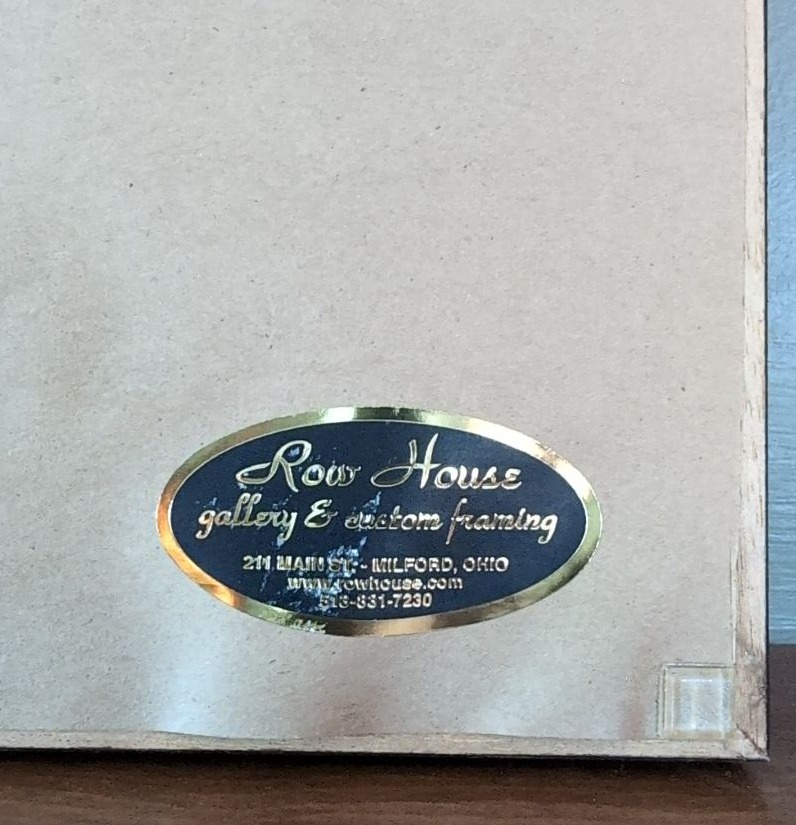 Row House
gallery & custom framing
211 MAIN ST. - MILFORD, OHIO
www.rowhouse.com
513-831-7230